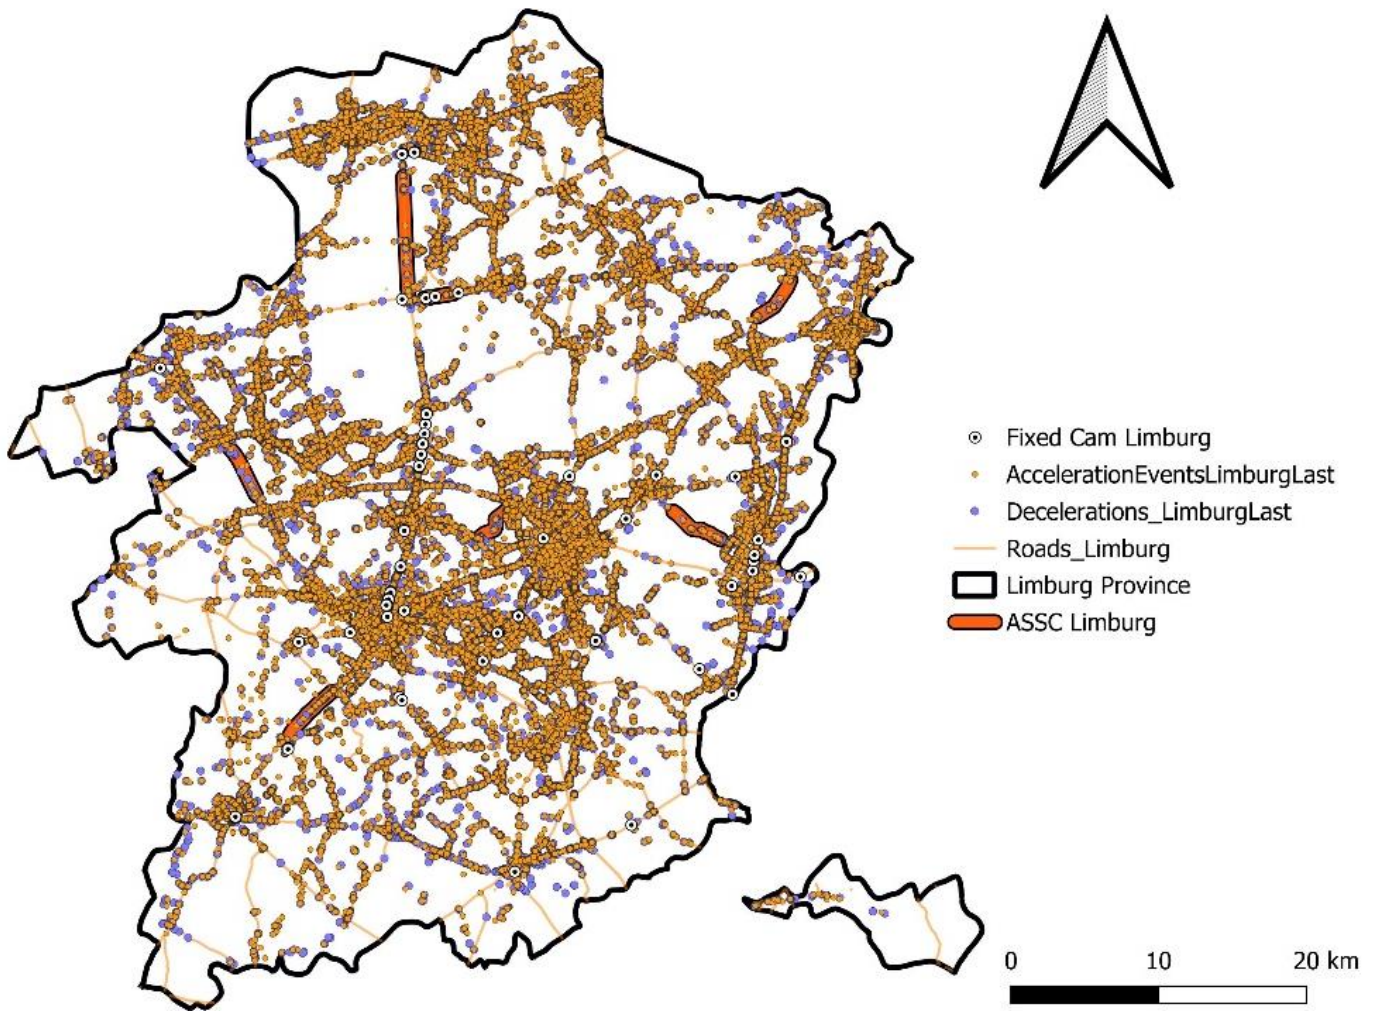 Fixed Cam Limburg
AccelerationEventsLimburgLast
Decelerations_LimburgLast
Roads_Limburg
Limburg Province
ASSC Limburg
0 10 20 km